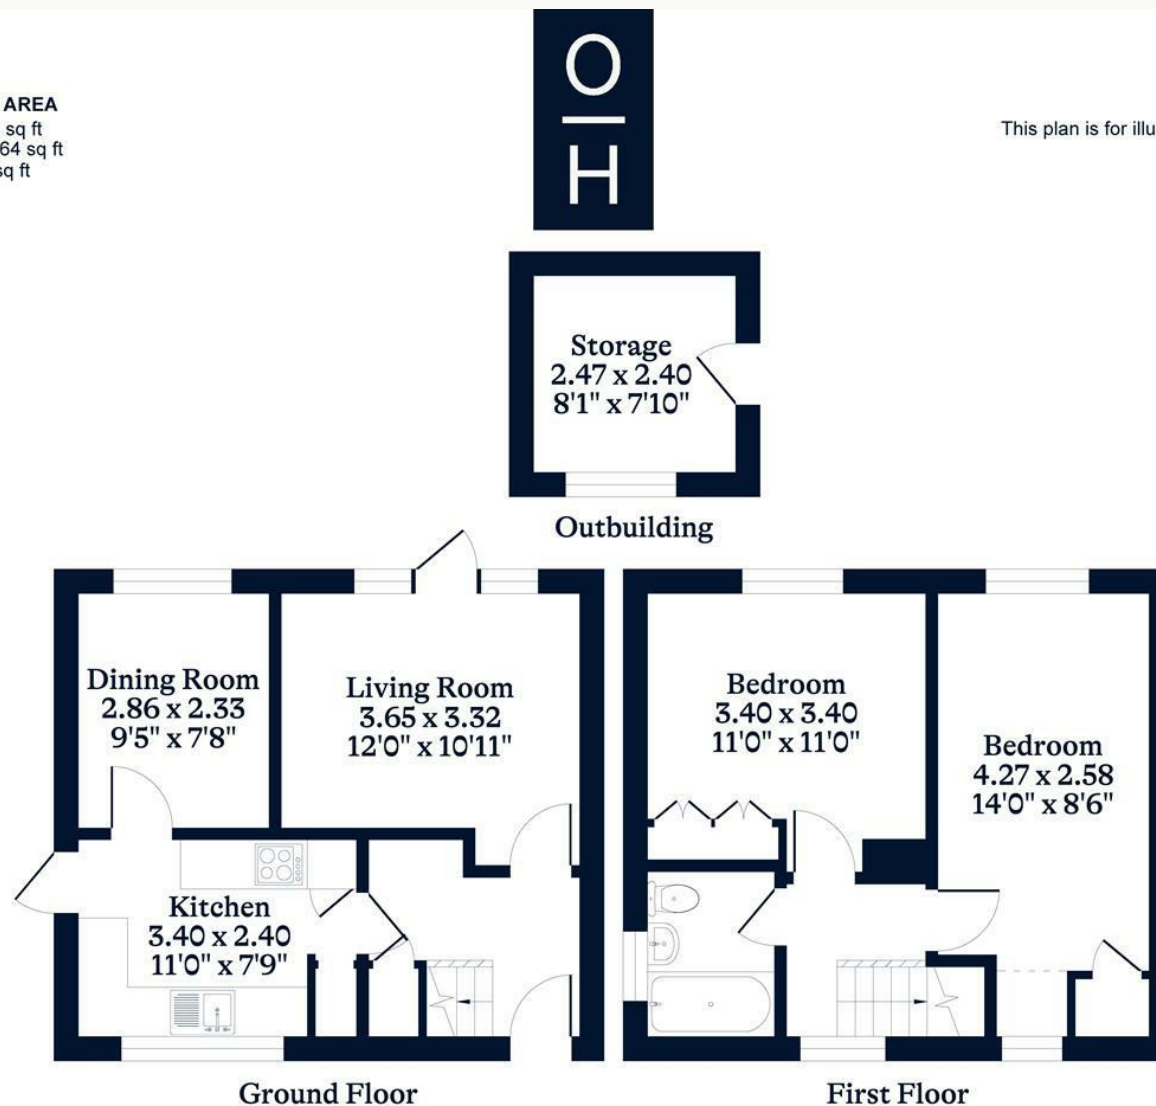 AREA
sq ft
64 sq ft
sq ft
O
H
This plan is for illu
Storage
2.47 x 2.40
8'1" x 7'10"
Outbuilding
Dining Room
2.86 x 2.33
9'5" x 7'8"
Living Room
3.65 x 3.32
12'0" x 10'11"
Kitchen
3.40 x 2.40
11'0" x 7'9"
Ground Floor
Bedroom
3.40 x 3.40
11'0" x 11'0"
Bedroom
4.27 x 2.58
14'0" x 8'6"
First Floor